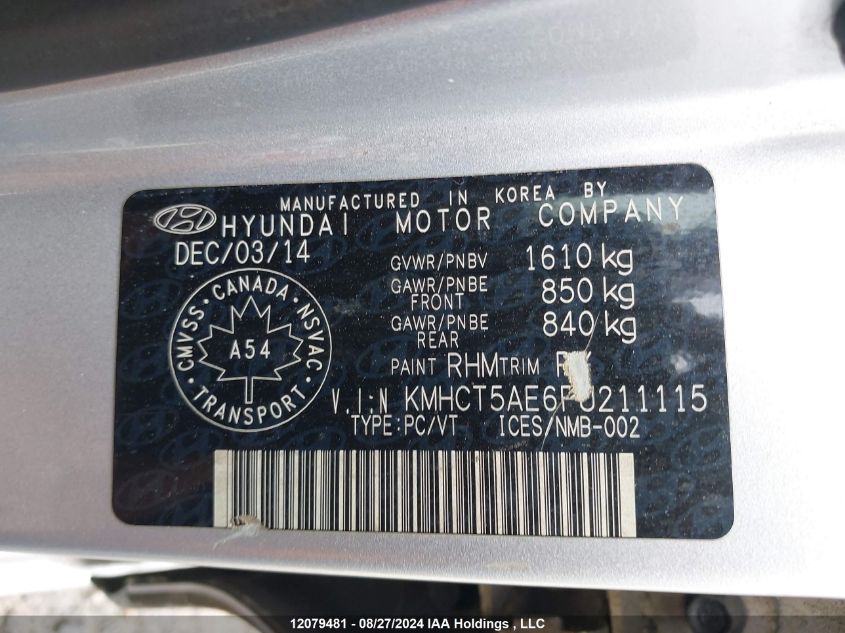 MANUFACTURED IN KOREA BY
HYUNDAI MOTOR COMPANY
DEC/03/14
GVWR/PNBV 1610 kg
GAWR/PNBE FRONT 850 kg
GAWR/PNBE REAR 840 kg
CMVSS · CANADA · NSVAC · TRANSPORT
A54
PAINT RHM TRIM
V.I.N KMHCT5AE6FU211115
TYPE:PC/VT ICES/NMB-002
12079481 - 08/27/2024 IAA Holdings , LLC